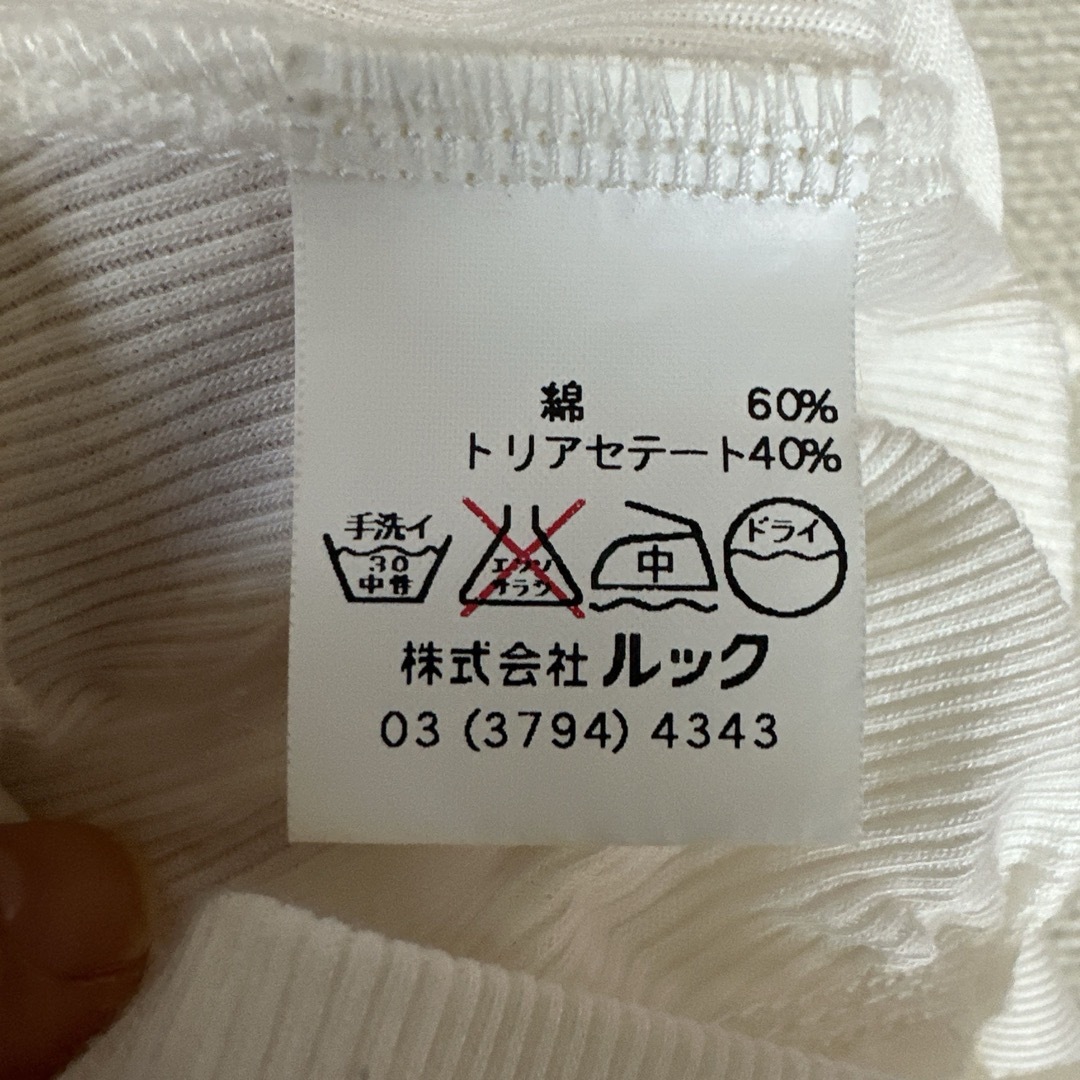 綿 60%
トリアセテート40%
手洗イ
30
中性
エンソ
サラシ
中
ドライ
株式会社 ルック
03 (3794) 4343